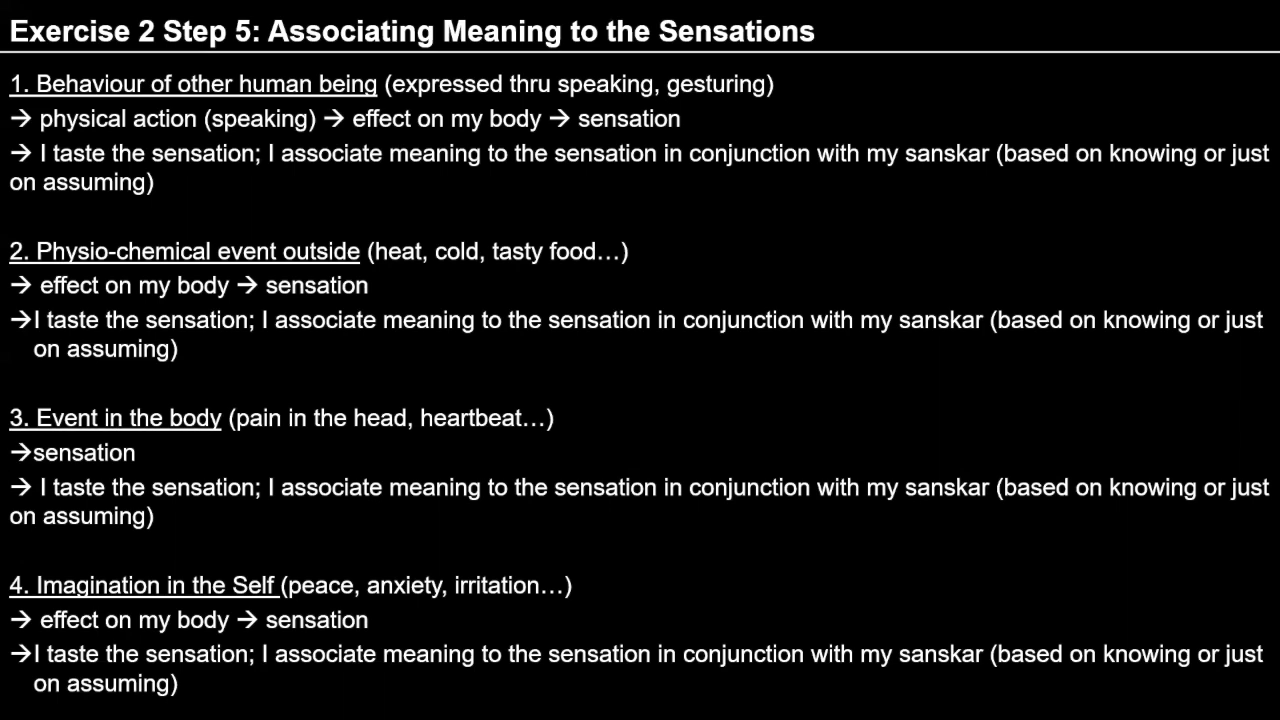 Exercise 2 Step 5: Associating Meaning to the Sensations
1. Behaviour of other human being (expressed thru speaking, gesturing)
→ physical action (speaking) → effect on my body → sensation
→ I taste the sensation; I associate meaning to the sensation in conjunction with my sanskar (based on knowing or just
on assuming)
2. Physio-chemical event outside (heat, cold, tasty food…)
→ effect on my body → sensation
→I taste the sensation; I associate meaning to the sensation in conjunction with my sanskar (based on knowing or just
on assuming)
3. Event in the body (pain in the head, heartbeat…)
→sensation
→ I taste the sensation; I associate meaning to the sensation in conjunction with my sanskar (based on knowing or just
on assuming)
4. Imagination in the Self (peace, anxiety, irritation…)
→ effect on my body → sensation
→I taste the sensation; I associate meaning to the sensation in conjunction with my sanskar (based on knowing or just
on assuming)